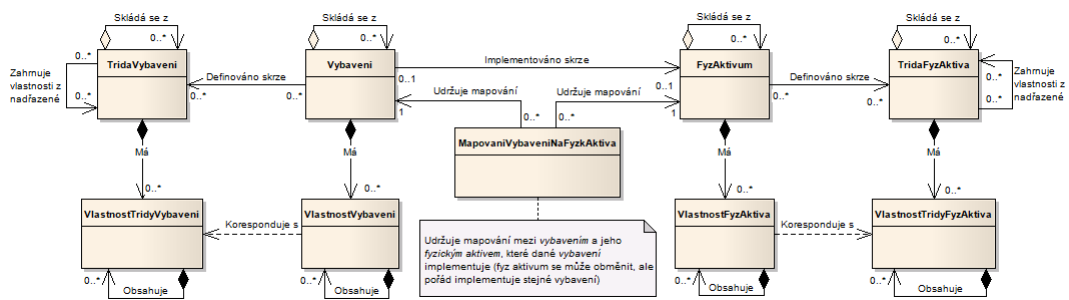 Skládá se z
0..*
Skládá se z
0..*
Skládá se z
0..*
Skládá se z
0..*
0..*
TridaVybaveni
Vybaveni
Implementováno skrze
FyzAktivum
TridaFyzAktiva
0..*
Zahrnuje
vlastnosti z
nadřazené
Definováno skrze
0..1
0..1
Definováno skrze
Zahrnuje
vlastnosti z
nadřazené
0..*
0..*
0..*
1
Udržuje mapování
Udržuje mapování
1
0..*
0..*
0..*
0..*
0..*
MapovaniVybaveniNaFyzkAktiva
Má
Má
Má
Má
0..*
0..*
0..*
0..*
VlastnostTridyVybaveni
Koresponduje s
VlastnostVybaveni
VlastnostFyzAktiva
Koresponduje s
VlastnostTridyFyzAktiva
Udržuje mapování mezi vybavením a jeho
fyzickým aktivem, které dané vybavení
implementuje (fyz aktivum se může obměnit, ale
pořád implementuje stejné vybavení)
0..*
Obsahuje
0..*
Obsahuje
0..*
Obsahuje
0..*
Obsahuje